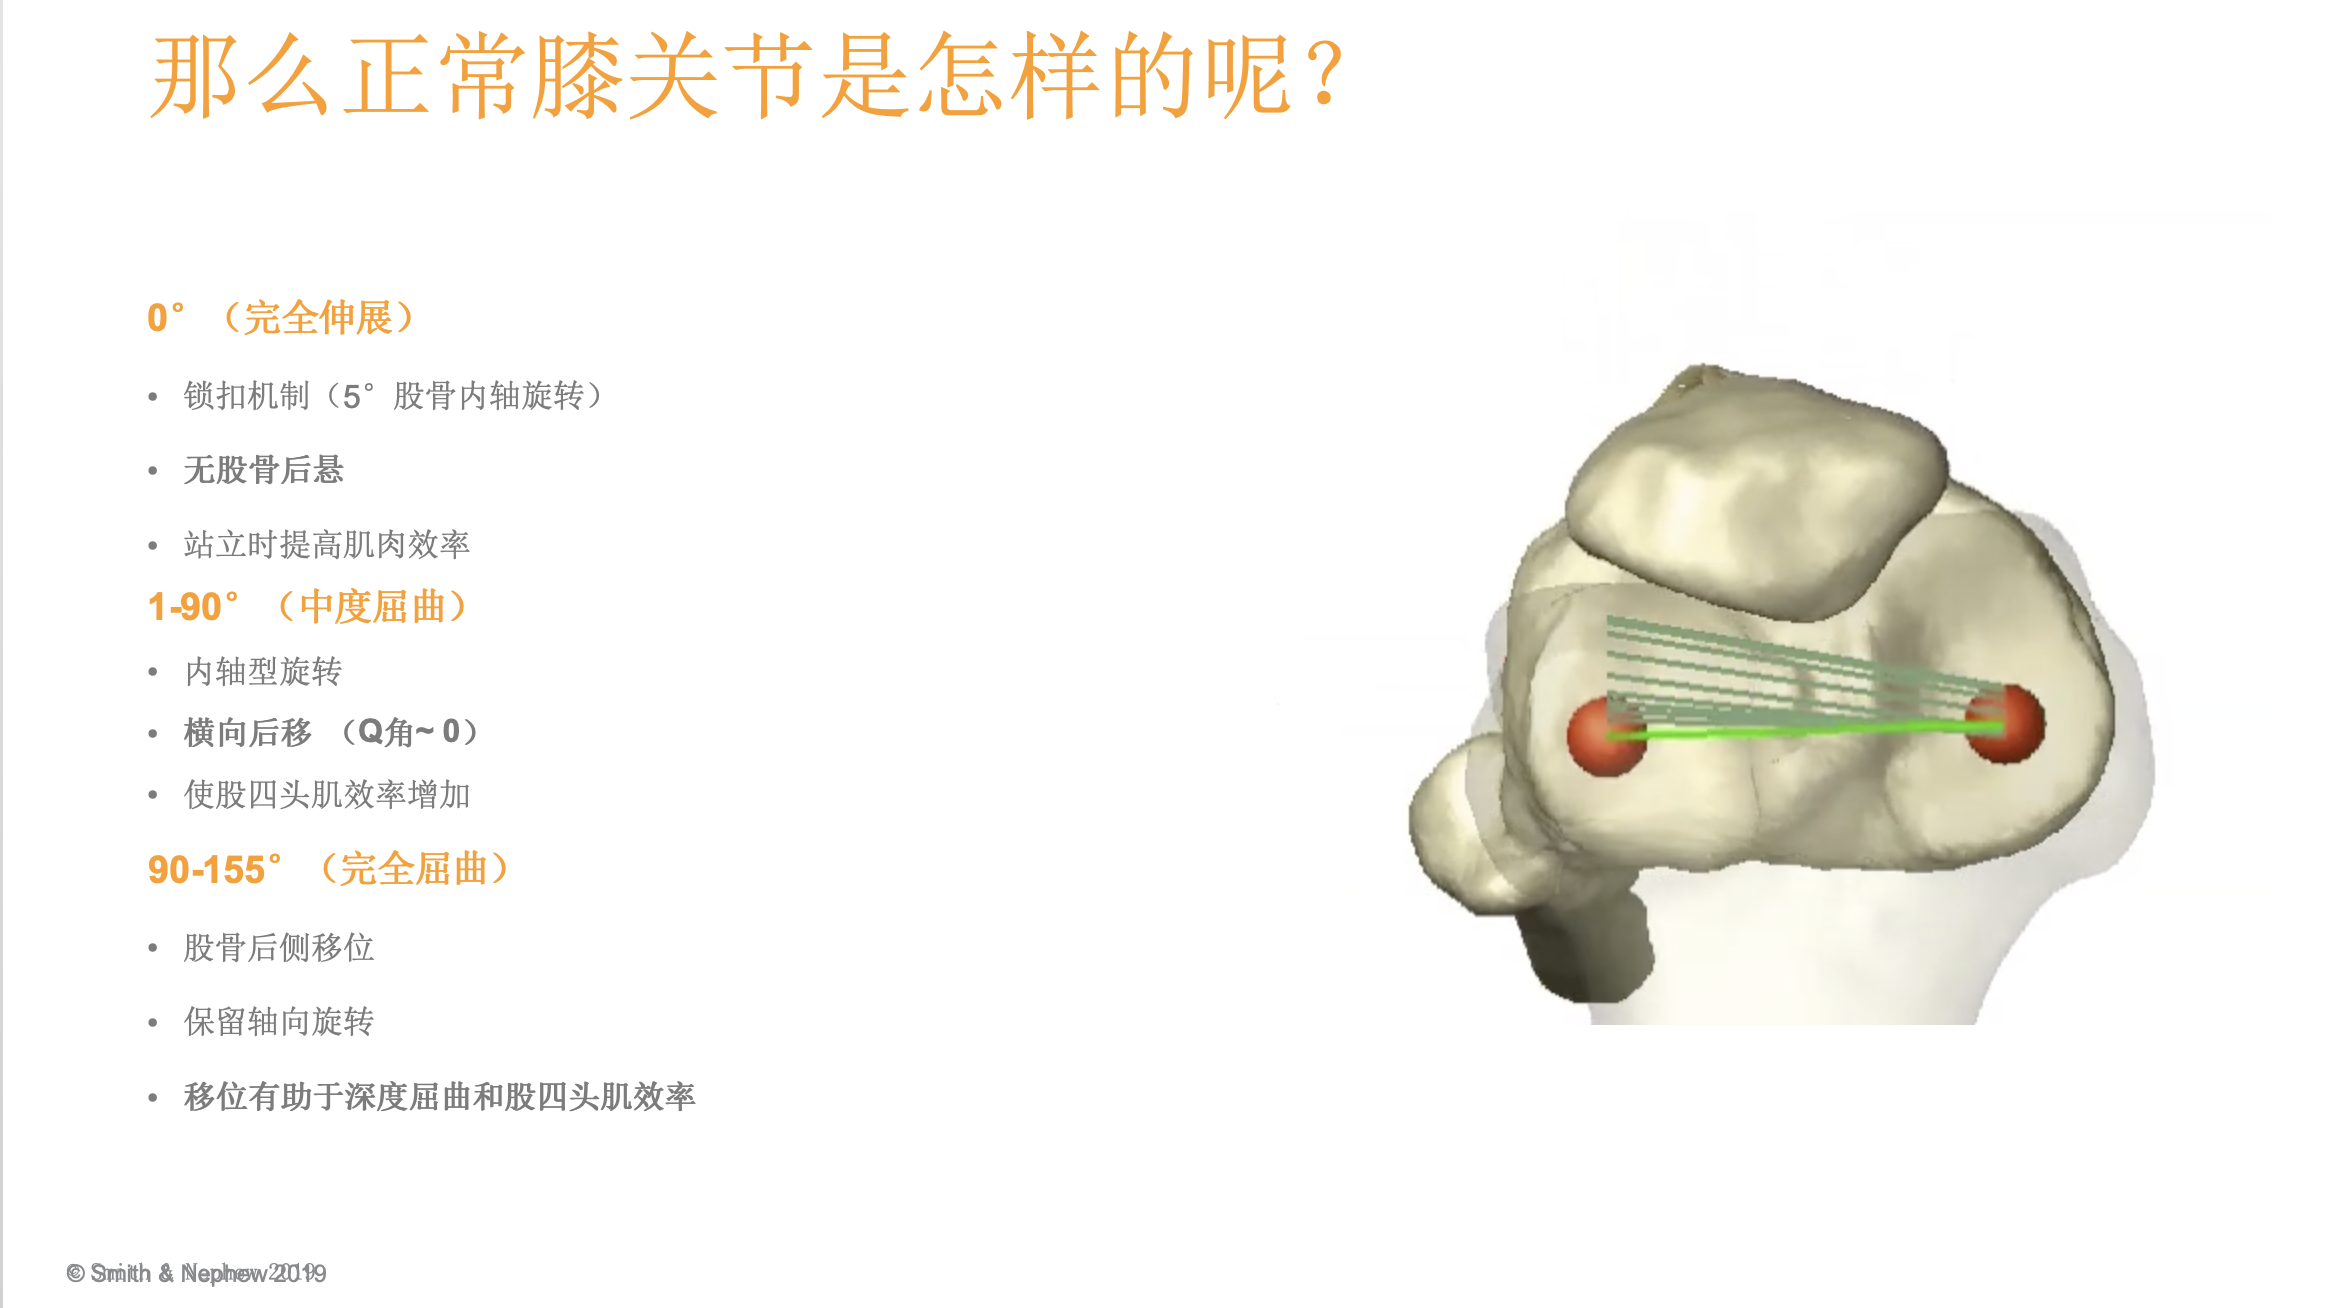 那么正常膝关节是怎样的呢？
0°（完全伸展）
• 锁扣机制（5°股骨内轴旋转）
• 无股骨后悬
• 站立时提高肌肉效率
1-90°（中度屈曲）
• 内轴型旋转
• 横向后移 （Q角~ 0）
• 使股四头肌效率增加
90-155°（完全屈曲）
• 股骨后侧移位
• 保留轴向旋转
• 移位有助于深度屈曲和股四头肌效率
© Smith & Nephew 2019